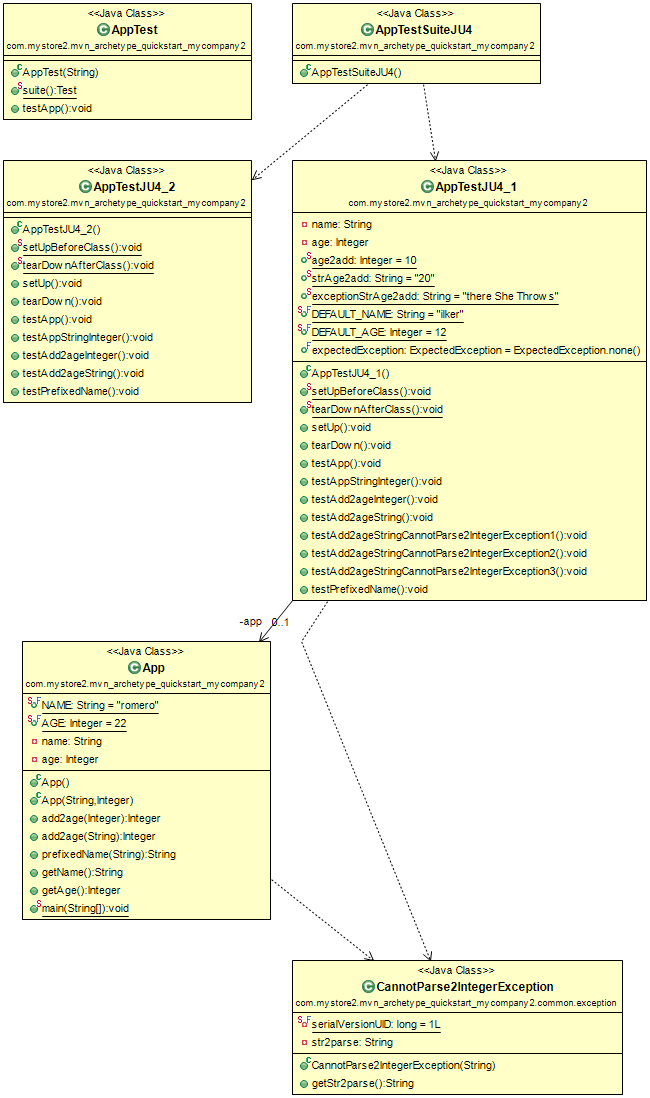 <<Java Class>>
AppTest
com.mystore2.mvn_archetype_quickstart_mycompany2
AppTest(String)
suite():Test
testApp():void
<<Java Class>>
AppTestSuiteJU4
com.mystore2.mvn_archetype_quickstart_mycompany2
AppTestSuiteJU4()
<<Java Class>>
AppTestJU4_2
com.mystore2.mvn_archetype_quickstart_mycompany2
AppTestJU4_2()
setUpBeforeClass():void
tearDownAfterClass():void
setUp():void
tearDown():void
testApp():void
testAppStringInteger():void
testAdd2ageInteger():void
testAdd2ageString():void
testPrefixedName():void
<<Java Class>>
AppTestJU4_1
com.mystore2.mvn_archetype_quickstart_mycompany2
name: String
age: Integer
age2add: Integer = 10
strAge2add: String = "20"
exceptionStrAge2add: String = "there She Throws"
DEFAULT_NAME: String = "ilker"
DEFAULT_AGE: Integer = 12
expectedException: ExpectedException = ExpectedException.none()
AppTestJU4_1()
setUpBeforeClass():void
tearDownAfterClass():void
setUp():void
tearDown():void
testApp():void
testAppStringInteger():void
testAdd2ageInteger():void
testAdd2ageString():void
testAdd2ageStringCannotParse2IntegerException1():void
testAdd2ageStringCannotParse2IntegerException2():void
testAdd2ageStringCannotParse2IntegerException3():void
testPrefixedName():void
-app 0..1
<<Java Class>>
App
com.mystore2.mvn_archetype_quickstart_mycompany2
NAME: String = "romero"
AGE: Integer = 22
name: String
age: Integer
App()
App(String,Integer)
add2age(Integer):Integer
add2age(String):Integer
prefixedName(String):String
getName():String
getAge():Integer
main(String[]):void
<<Java Class>>
CannotParse2IntegerException
com.mystore2.mvn_archetype_quickstart_mycompany2.common.exception
serialVersionUID: long = 1L
str2parse: String
CannotParse2IntegerException(String)
getStr2parse():String